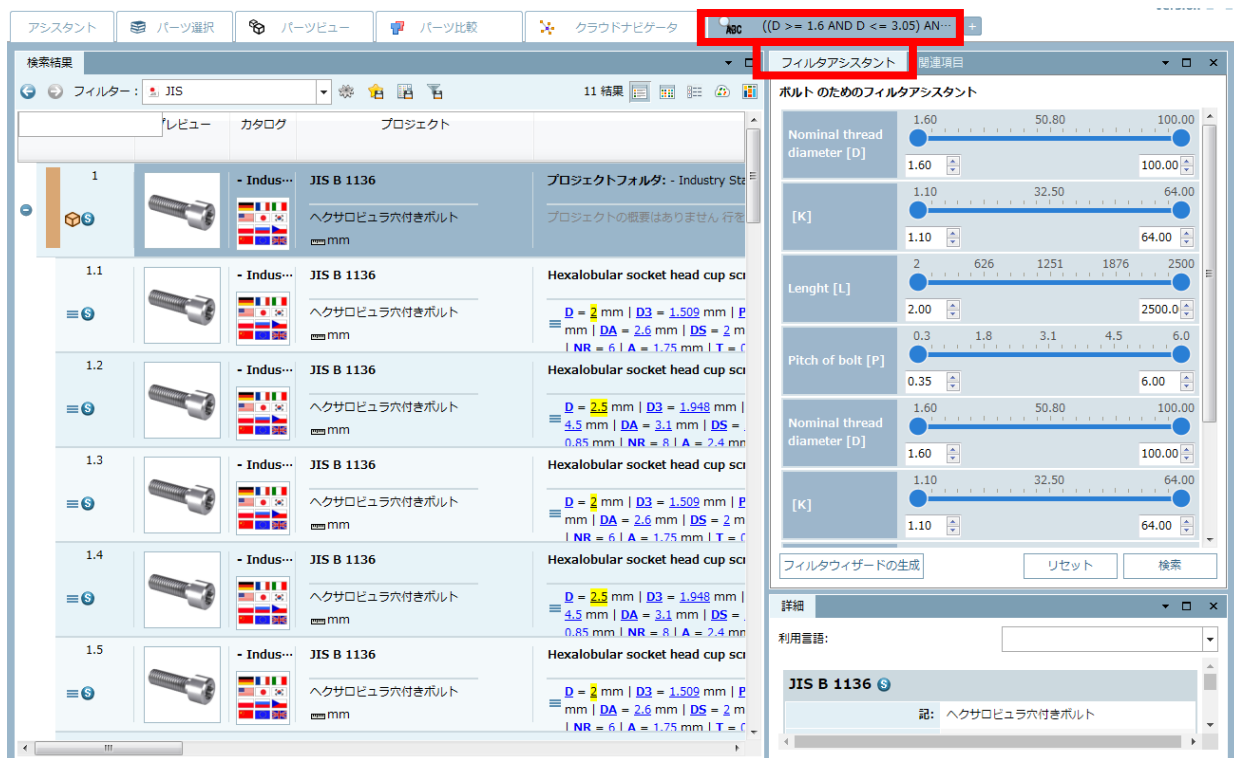 アシスタント
パーツ選択
パーツビュー
パーツ比較
クラウドナビゲータ
ABC ((D >= 1.6 AND D <= 3.05) AN…
+
検索結果
フィルター :
JIS
11 結果
プレビュー カタログ プロジェクト
1
- Indus… JIS B 1136 プロジェクトフォルダ: - Industry Sta
ヘクサロビュラ穴付きボルト プロジェクトの概要はありません 行を
mm
1.1
- Indus… JIS B 1136 Hexalobular socket head cup scr
ヘクサロビュラ穴付きボルト D = 2 mm | D3 = 1.509 mm | P
mm mm | DA = 2.6 mm | DS = 2 m
| NR = 6 | A = 1.75 mm | T = 0
1.2
- Indus… JIS B 1136 Hexalobular socket head cup scr
ヘクサロビュラ穴付きボルト D = 2.5 mm | D3 = 1.948 mm |
mm 4.5 mm | DA = 3.1 mm | DS =
0.85 mm | NR = 8 | A = 2.4 mm
1.3
- Indus… JIS B 1136 Hexalobular socket head cup scr
ヘクサロビュラ穴付きボルト D = 2 mm | D3 = 1.509 mm | P
mm mm | DA = 2.6 mm | DS = 2 m
| NR = 6 | A = 1.75 mm | T = 0
1.4
- Indus… JIS B 1136 Hexalobular socket head cup scr
ヘクサロビュラ穴付きボルト D = 2.5 mm | D3 = 1.948 mm |
mm 4.5 mm | DA = 3.1 mm | DS =
0.85 mm | NR = 8 | A = 2.4 mm
1.5
- Indus… JIS B 1136 Hexalobular socket head cup scr
ヘクサロビュラ穴付きボルト D = 2 mm | D3 = 1.509 mm | P
mm mm | DA = 2.6 mm | DS = 2 m
| NR = 6 | A = 1.75 mm | T = 0
フィルタアシスタント 関連項目
ボルト のためのフィルタアシスタント
Nominal thread
diameter [D]
1.60 50.80 100.00
1.60 100.00
[K]
1.10 32.50 64.00
1.10 64.00
Lenght [L]
2 626 1251 1876 2500
2.00 2500.0
Pitch of bolt [P]
0.3 1.8 3.1 4.5 6.0
0.35 6.00
Nominal thread
diameter [D]
1.60 50.80 100.00
1.60 100.00
[K]
1.10 32.50 64.00
1.10 64.00
フィルタウィザードの生成 リセット 検索
詳細
利用言語:
JIS B 1136 S
記: ヘクサロビュラ穴付きボルト